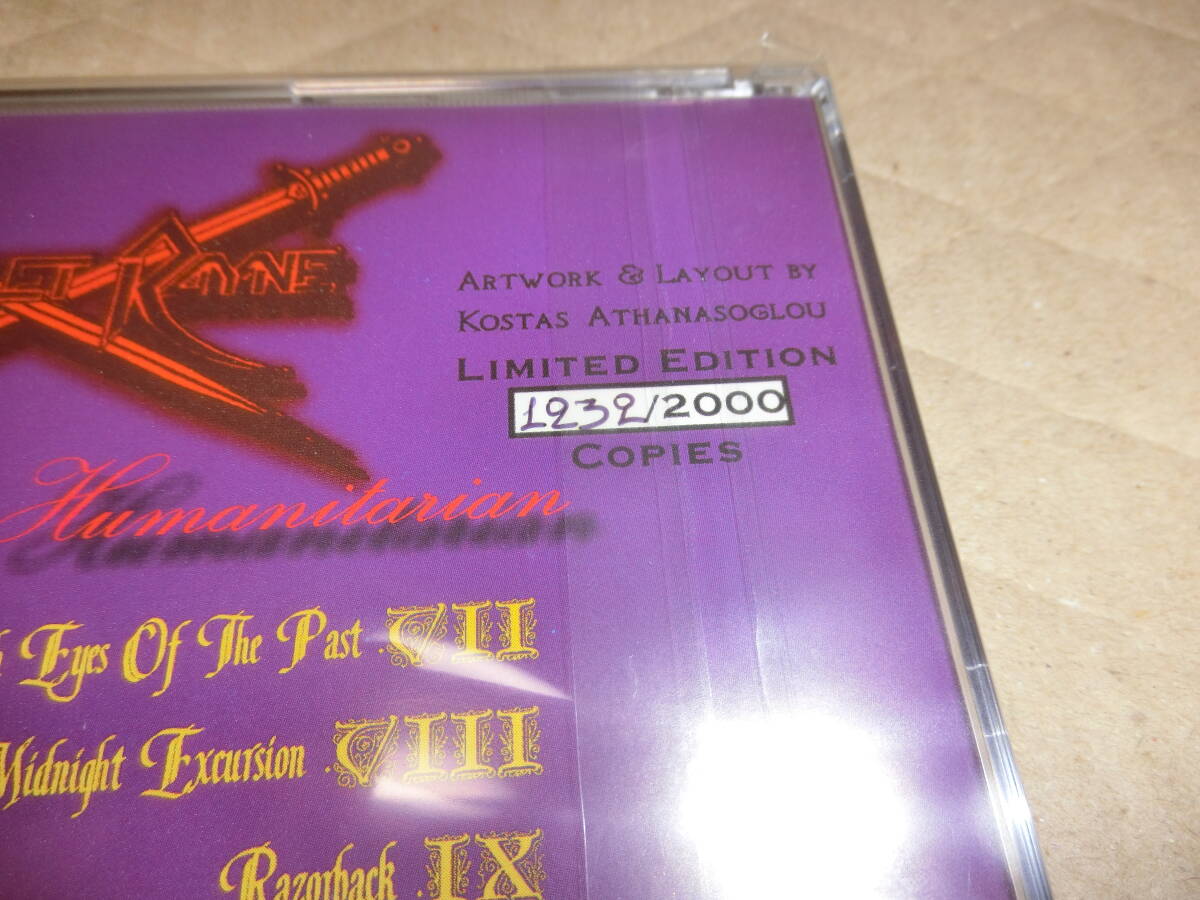 Kayne
Artwork & Layout by
Kostas Athanasoglou
Limited Edition
1232/2000
Copies
Humanitarian
Eyes Of The Past . VII
Midnight Excursion . VIII
Razorback . IX